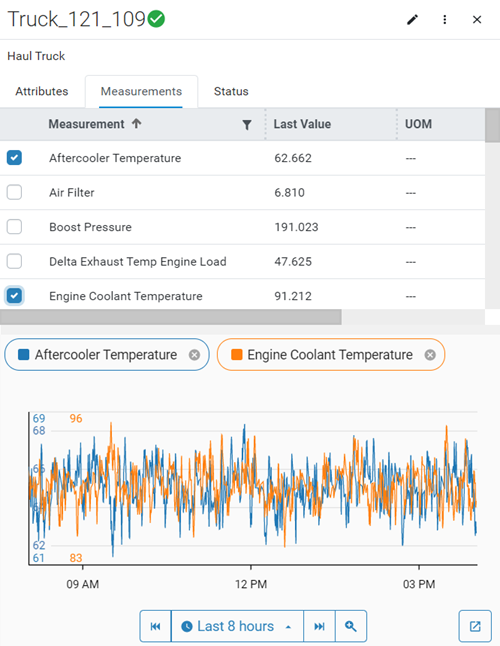 Truck_121_109
Haul Truck
Attributes Measurements Status
Measurement Last Value UOM
Aftercooler Temperature 62.662 ---
Air Filter 6.810 ---
Boost Pressure 191.023 ---
Delta Exhaust Temp Engine Load 47.625 ---
Engine Coolant Temperature 91.212 ---
Aftercooler Temperature Engine Coolant Temperature
69 96
68
62
61 83
09 AM 12 PM 03 PM
Last 8 hours